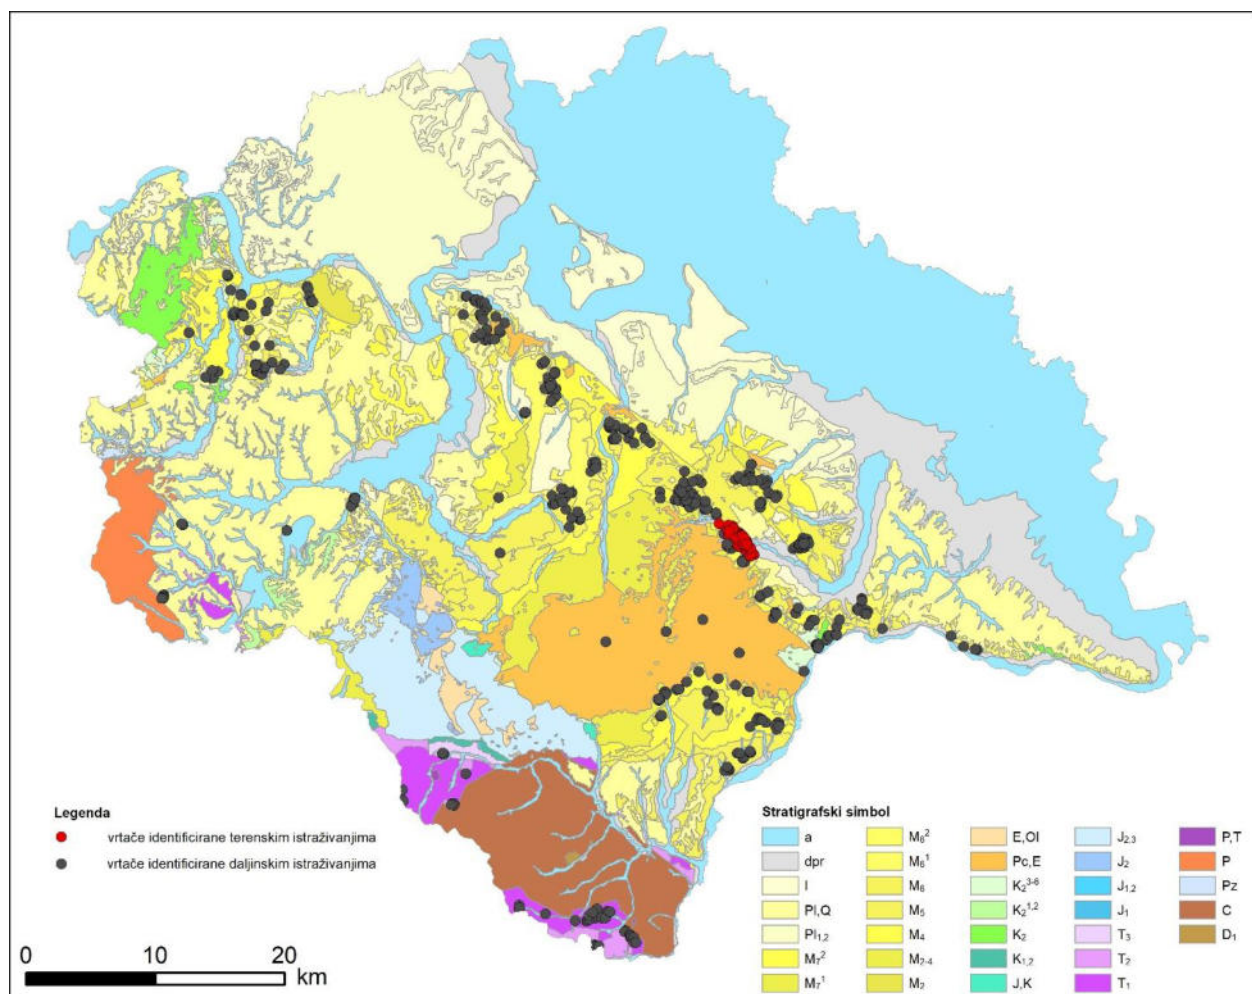 Legenda
vrtače identificirane terenskim istraživanjima
vrtače identificirane daljinskim istraživanjima
0 10 20
km
Stratigrafski simbol
a
dpr
l
Pl,Q
Pl₁,₂
M₇²
M₇¹
M₆²
M₆¹
M₆
M₅
M₄
M₂₋₄
M₂
E,Ol
Pc,E
K₂³⁻⁶
K₂¹,²
K₂
K₁,₂
J,K
J₂,₃
J₂
J₁,₂
J₁
T₃
T₂
T₁
P,T
P
Pz
C
D₁